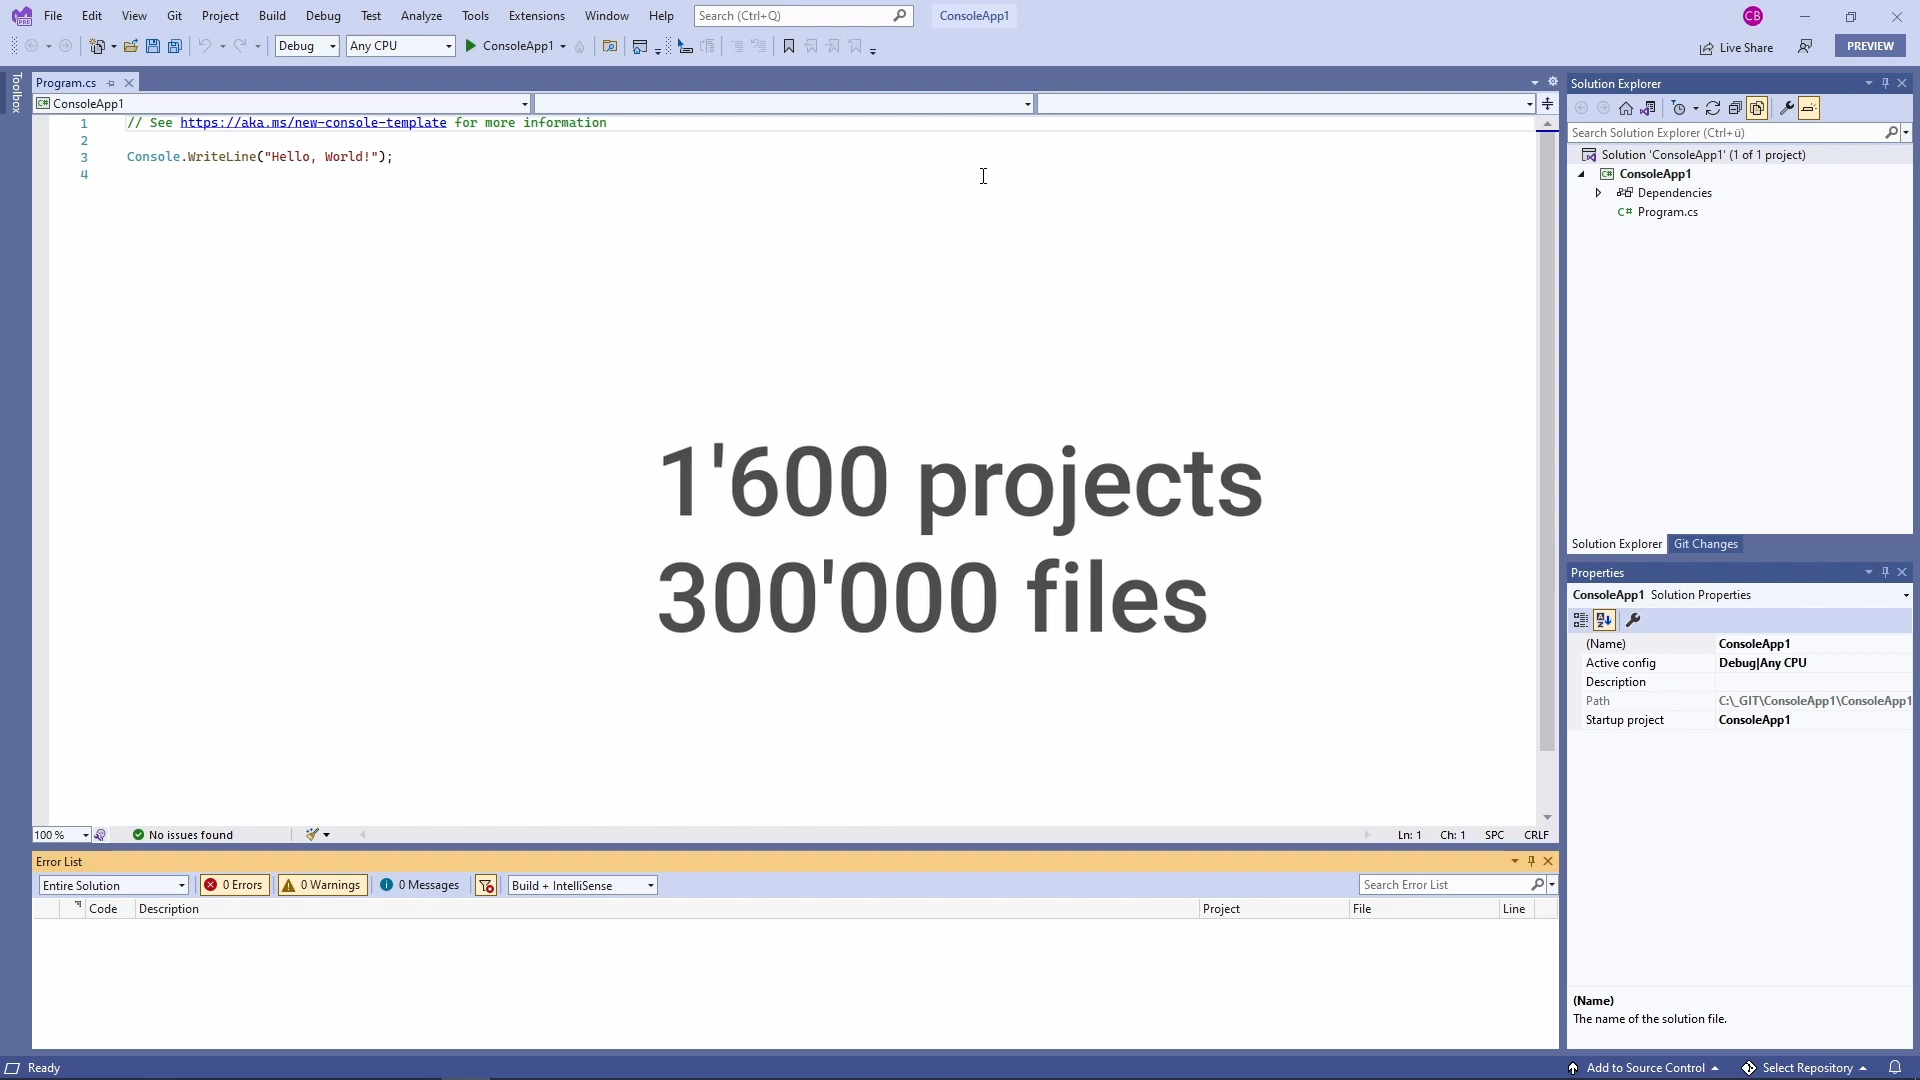 File Edit View Git Project Build Debug Test Analyze Tools Extensions Window Help Search (Ctrl+Q) ConsoleApp1 CB
Debug Any CPU ConsoleApp1 Live Share PREVIEW
Toolbox
Program.cs
ConsoleApp1
1 // See https://aka.ms/new-console-template for more information
2
3 Console.WriteLine("Hello, World!");
4
1'600 projects
300'000 files
100 % No issues found Ln: 1 Ch: 1 SPC CRLF
Error List
Entire Solution 0 Errors 0 Warnings 0 Messages Build + IntelliSense Search Error List
Code Description Project File Line
Solution Explorer
Search Solution Explorer (Ctrl+ü)
Solution 'ConsoleApp1' (1 of 1 project)
C# ConsoleApp1
Dependencies
C# Program.cs
Solution Explorer Git Changes
Properties
ConsoleApp1 Solution Properties
(Name) ConsoleApp1
Active config Debug|Any CPU
Description
Path C:\_GIT\ConsoleApp1\ConsoleApp1
Startup project ConsoleApp1
(Name)
The name of the solution file.
Ready Add to Source Control Select Repository